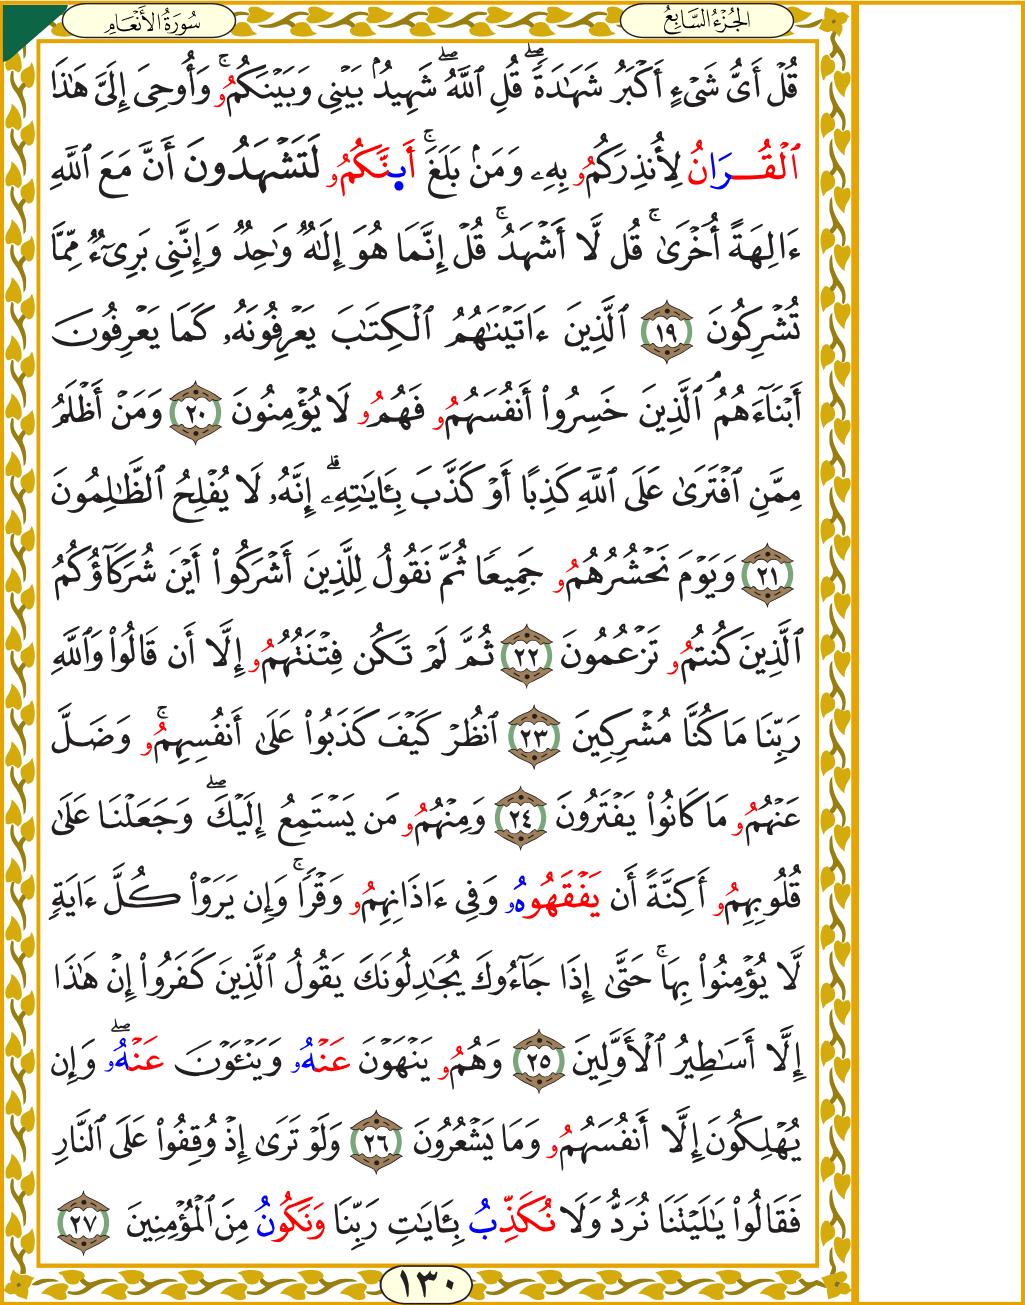 سُورَةُ الأَنْعَامِ الجُزْءُ السَّابِعُ
قُلْ أَىُّ شَىْءٍ أَكْبَرُ شَهَٰدَةًۖ قُلِ ٱللَّهُۖ شَهِيدُۢ بَيْنِى وَبَيْنَكُمُۥۚ وَأُوحِىَ إِلَىَّ هَٰذَا
ٱلْقُرَانُ لِأُنذِرَكُمُۥ بِهِۦ وَمَنۢ بَلَغَۚ أَىِٕنَّكُمُۥ لَتَشْهَدُونَ أَنَّ مَعَ ٱللَّهِ
ءَالِهَةً أُخْرَىٰۚ قُل لَّا أَشْهَدُۚ قُلْ إِنَّمَا هُوَ إِلَٰهٌ وَٰحِدٌ وَإِنَّنِى بَرِىٓءٌ مِّمَّا
تُشْرِكُونَ ١٩ ٱلَّذِينَ ءَاتَيْنَٰهُمُ ٱلْكِتَٰبَ يَعْرِفُونَهُۥ كَمَا يَعْرِفُونَ
أَبْنَآءَهُمُ ۘ ٱلَّذِينَ خَسِرُوا۟ أَنفُسَهُمُۥ فَهُمُۥ لَا يُؤْمِنُونَ ٢٠ وَمَنْ أَظْلَمُ
مِمَّنِ ٱفْتَرَىٰ عَلَى ٱللَّهِ كَذِبًا أَوْ كَذَّبَ بِـَٔايَٰتِهِۦۗ إِنَّهُۥ لَا يُفْلِحُ ٱلظَّٰلِمُونَ
٢١ وَيَوْمَ نَحْشُرُهُمُۥ جَمِيعًا ثُمَّ نَقُولُ لِلَّذِينَ أَشْرَكُوا۟ أَيْنَ شُرَكَآؤُكُمُ
ٱلَّذِينَ كُنتُمُۥ تَزْعُمُونَ ٢٢ ثُمَّ لَمْ تَكُن فِتْنَتَهُمُۥ إِلَّا أَن قَالُوا۟ وَٱللَّهِ
رَبِّنَا مَا كُنَّا مُشْرِكِينَ ٢٣ ٱنظُرْ كَيْفَ كَذَبُوا۟ عَلَىٰ أَنفُسِهِمُۥۚ وَضَلَّ
عَنْهُمُۥ مَا كَانُوا۟ يَفْتَرُونَ ٢٤ وَمِنْهُمُۥ مَن يَسْتَمِعُ إِلَيْكَۖ وَجَعَلْنَا عَلَىٰ
قُلُوبِهِمُۥ أَكِنَّةً أَن يَفْقَهُوهُۥ وَفِى ءَاذَانِهِمُۥ وَقْرًاۚ وَإِن يَرَوْا۟ كُلَّ ءَايَةٍ
لَّا يُؤْمِنُوا۟ بِهَاۚ حَتَّىٰ إِذَا جَآءُوكَ يُجَٰدِلُونَكَ يَقُولُ ٱلَّذِينَ كَفَرُوا۟ إِنْ هَٰذَا
إِلَّا أَسَٰطِيرُ ٱلْأَوَّلِينَ ٢٥ وَهُمُۥ يَنْهَوْنَ عَنْهُۥ وَيَنْـَٔوْنَ عَنْهُۥۖ وَإِن
يُهْلِكُونَ إِلَّا أَنفُسَهُمُۥ وَمَا يَشْعُرُونَ ٢٦ وَلَوْ تَرَىٰ إِذْ وُقِفُوا۟ عَلَى ٱلنَّارِ
فَقَالُوا۟ يَٰلَيْتَنَا نُرَدُّ وَلَا نُكَذِّبُ بِـَٔايَٰتِ رَبِّنَا وَنَكُونُ مِنَ ٱلْمُؤْمِنِينَ ٢٧
١٣٠